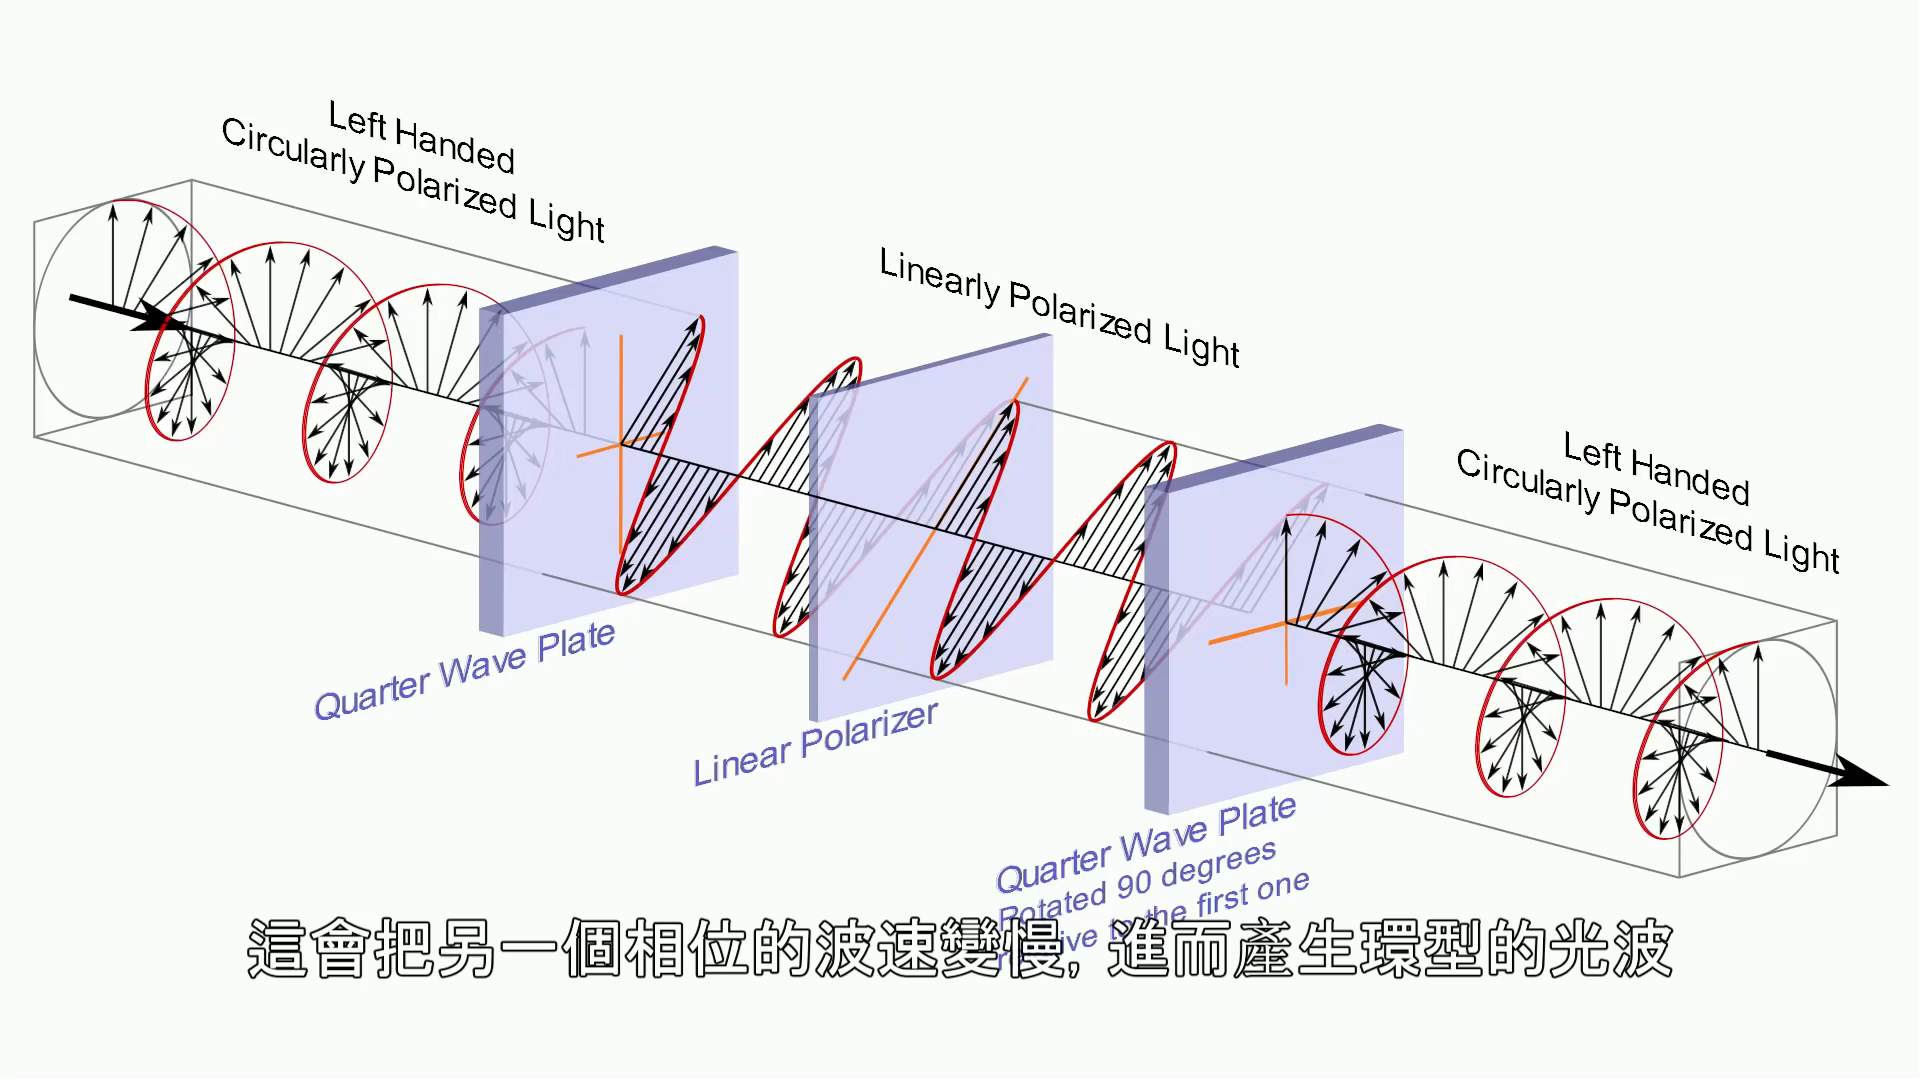 Left Handed
Circularly Polarized Light
Linearly Polarized Light
Left Handed
Circularly Polarized Light
Quarter Wave Plate
Linear Polarizer
Quarter Wave Plate
Rotated 90 degrees
the first one
這會把另一個相位的波速變慢, 進而產生環型的光波